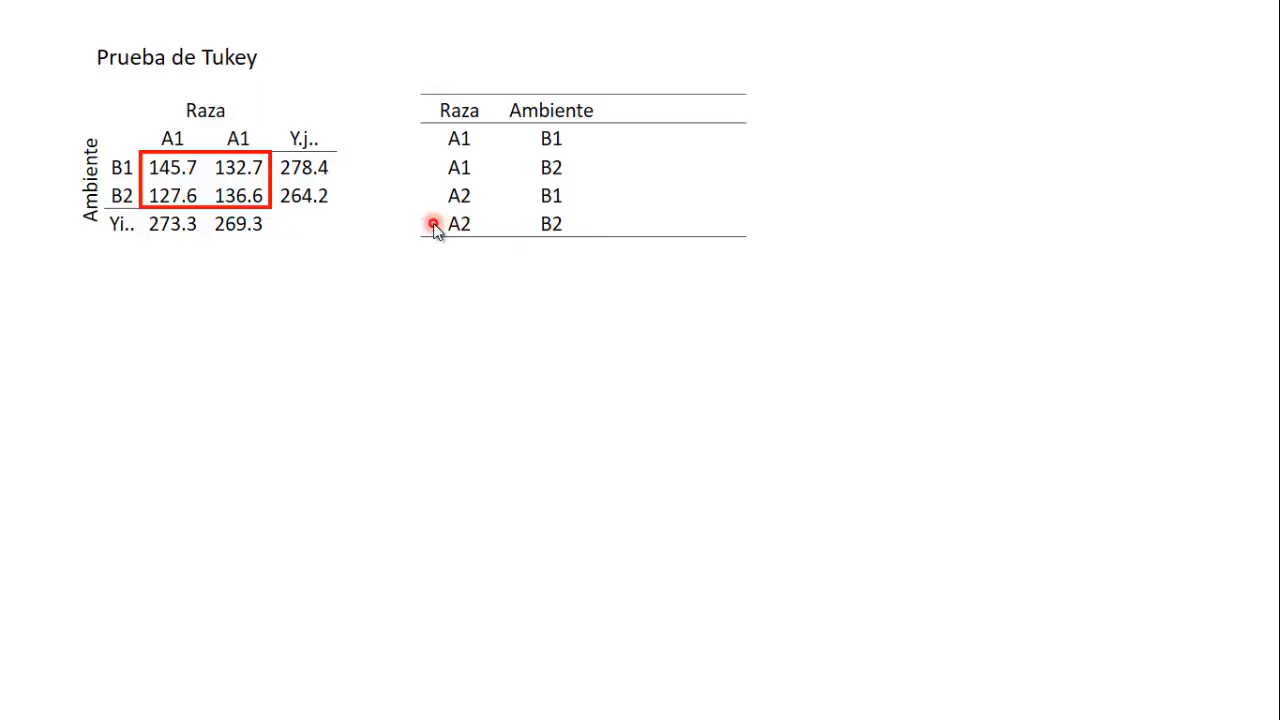 Prueba de Tukey
Raza
A1 A1 Y.j..
Ambiente
B1 145.7 132.7 278.4
B2 127.6 136.6 264.2
Yi.. 273.3 269.3
Raza Ambiente
A1 B1
A1 B2
A2 B1
A2 B2